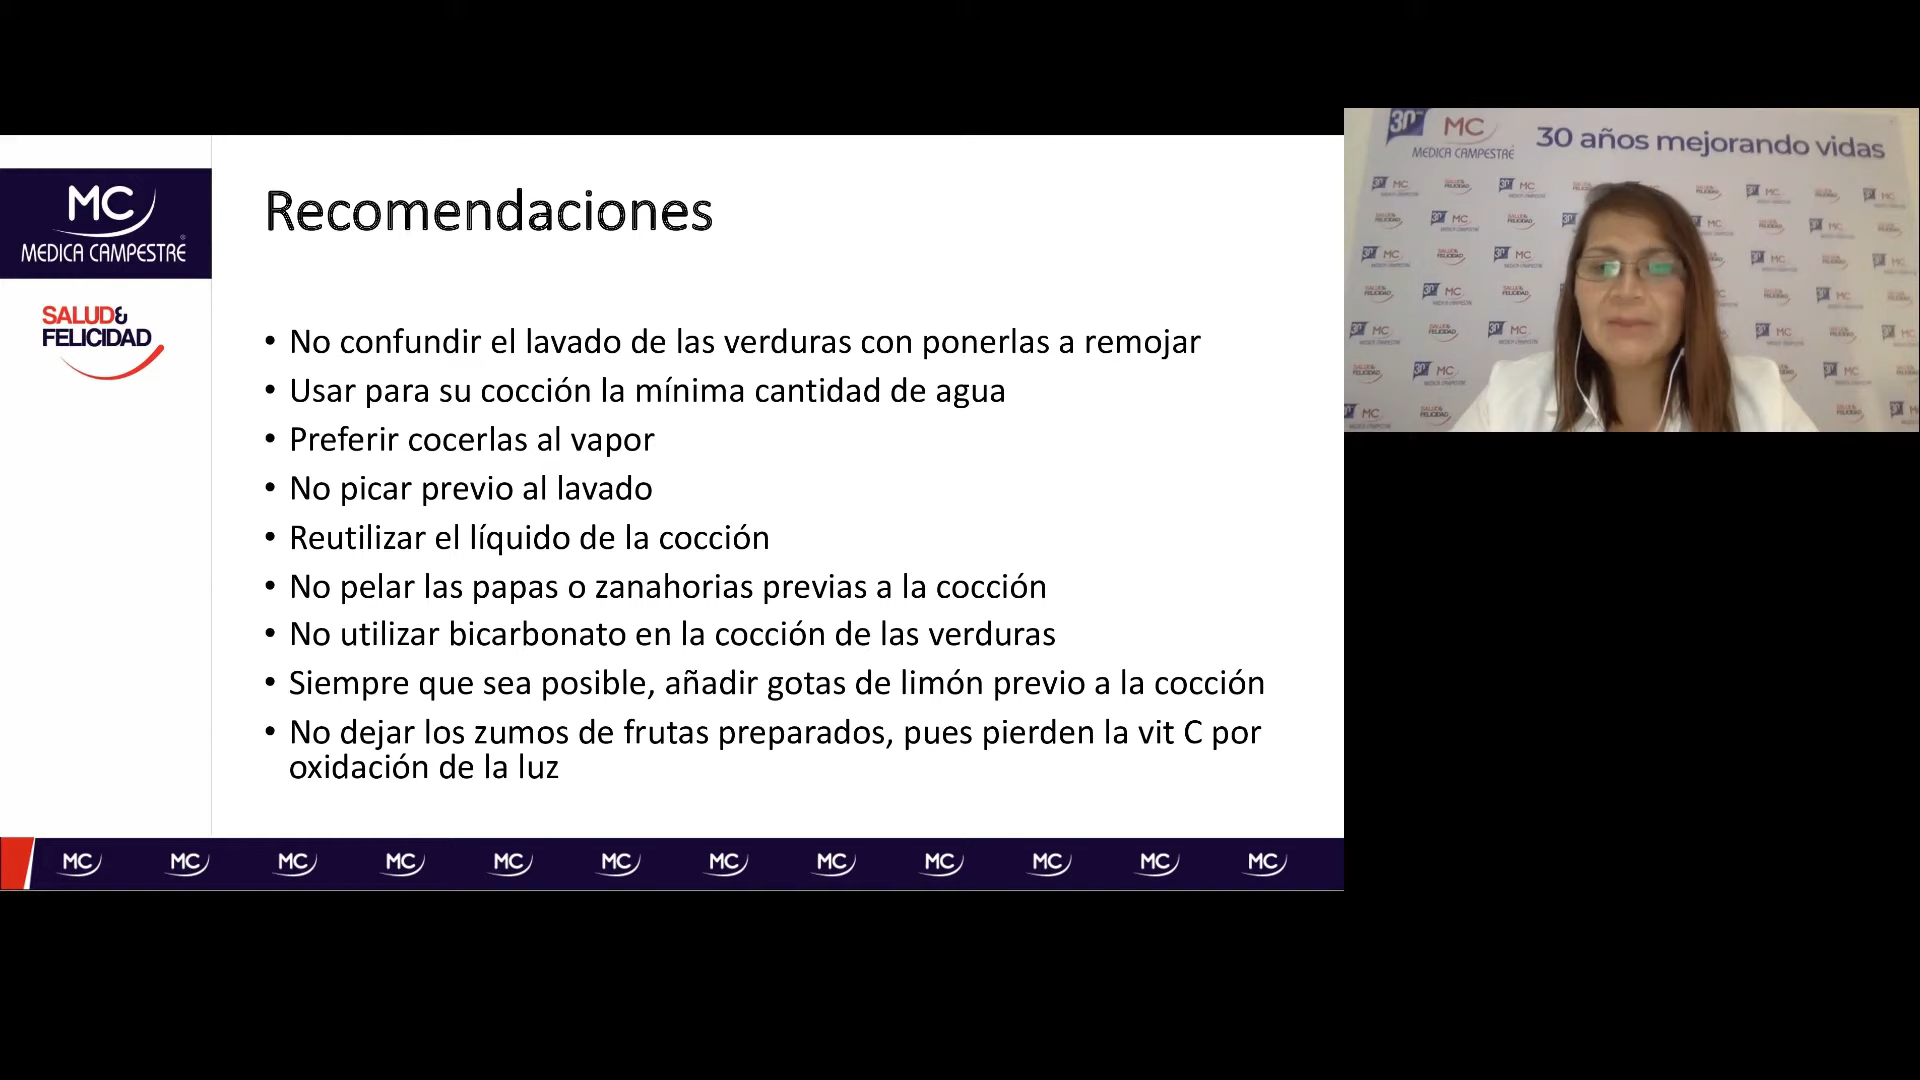 MC
MEDICA CAMPESTRE®
SALUD&
FELICIDAD
Recomendaciones
• No confundir el lavado de las verduras con ponerlas a remojar
• Usar para su cocción la mínima cantidad de agua
• Preferir cocerlas al vapor
• No picar previo al lavado
• Reutilizar el líquido de la cocción
• No pelar las papas o zanahorias previas a la cocción
• No utilizar bicarbonato en la cocción de las verduras
• Siempre que sea posible, añadir gotas de limón previo a la cocción
• No dejar los zumos de frutas preparados, pues pierden la vit C por
oxidación de la luz
MC MC MC MC MC MC MC MC MC MC MC MC
30 MC
MEDICA CAMPESTRE
30 años mejorando vidas